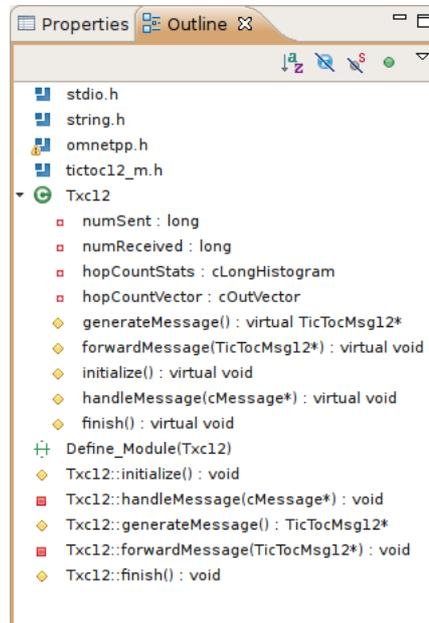 Properties Outline
stdio.h
string.h
omnetpp.h
tictoc12_m.h
Txc12
numSent : long
numReceived : long
hopCountStats : cLongHistogram
hopCountVector : cOutVector
generateMessage() : virtual TicTocMsg12*
forwardMessage(TicTocMsg12*) : virtual void
initialize() : virtual void
handleMessage(cMessage*) : virtual void
finish() : virtual void
Define_Module(Txc12)
Txc12::initialize() : void
Txc12::handleMessage(cMessage*) : void
Txc12::generateMessage() : TicTocMsg12*
Txc12::forwardMessage(TicTocMsg12*) : void
Txc12::finish() : void